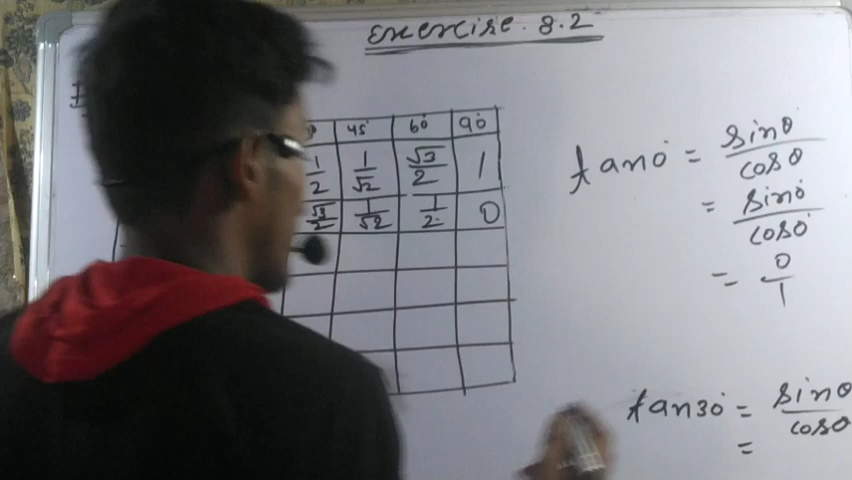 Exercise. 8.2
45° 60° 90°
1/2 1/√2 √3/2 1
√3/2 1/√2 1/2 0
tan0° = sinθ/cosθ
= sin0°/cos0°
= 0/1
tan30° = sinθ/cosθ
=